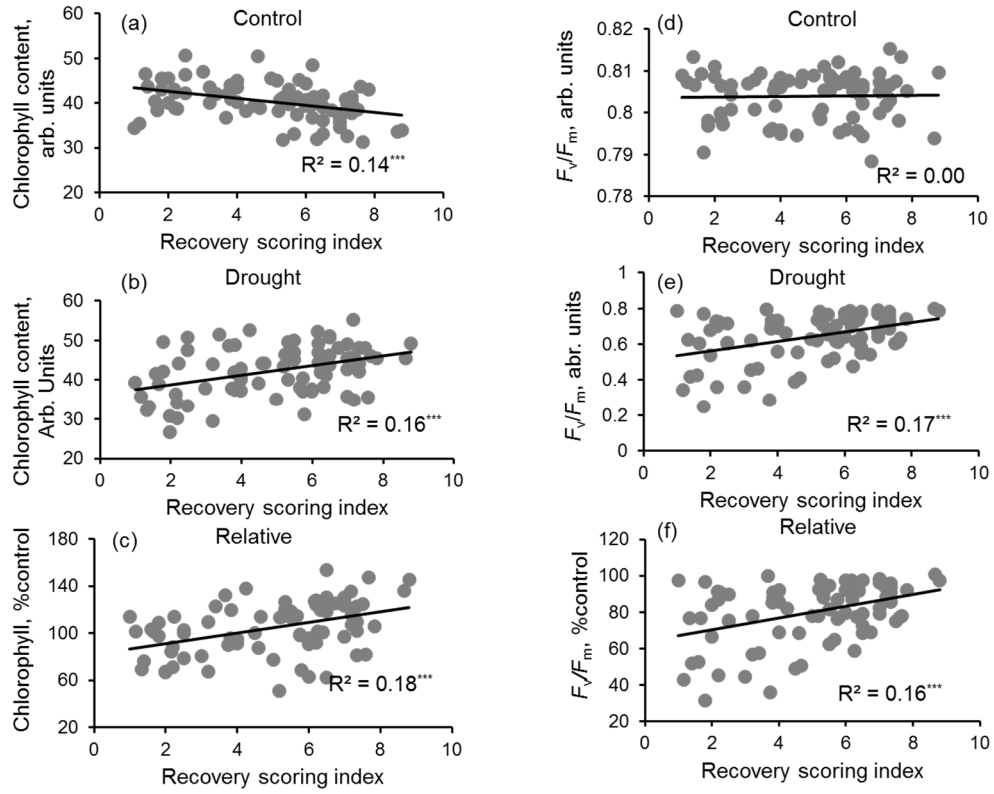 (a)
Control
60
50
40
30
20
0
2
4
6
8
10
Chlorophyll content,
arb. units
R² = 0.14***
Recovery scoring index
(d)
Control
0.82
0.81
0.8
0.79
0.78
0
2
4
6
8
10
Fv/Fm, arb. units
R² = 0.00
Recovery scoring index
(b)
Drought
60
50
40
30
20
0
2
4
6
8
10
Chlorophyll content,
Arb. Units
R² = 0.16***
Recovery scoring index
(e)
Drought
1
0.8
0.6
0.4
0.2
0
0
2
4
6
8
10
Fv/Fm, abr. units
R² = 0.17***
Recovery scoring index
(c)
Relative
180
140
100
60
20
0
2
4
6
8
10
Chlorophyll, %control
R² = 0.18***
Recovery scoring index
(f)
Relative
120
100
80
60
40
20
0
2
4
6
8
10
Fv/Fm, %control
R² = 0.16***
Recovery scoring index